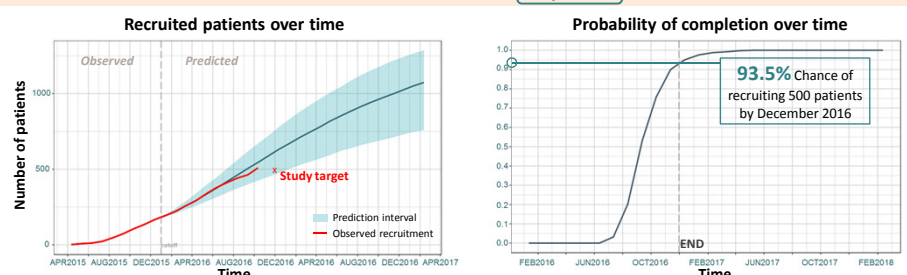 Recruited patients over time
Observed
Predicted
Number of patients
1000
500
0
x Study target
Prediction interval
Observed recruitment
cutoff
APR2015 AUG2015 DEC2015 APR2016 AUG2016 DEC2016 APR2016 AUG2016 DEC2016 APR2017
Time
Probability of completion over time
1.0
0.9
0.8
0.7
0.6
0.5
0.4
0.3
0.2
0.1
0.0
93.5% Chance of
recruiting 500 patients
by December 2016
END
FEB2016 JUN2016 OCT2016 FEB2017 JUN2017 OCT2017 FEB2018
Time